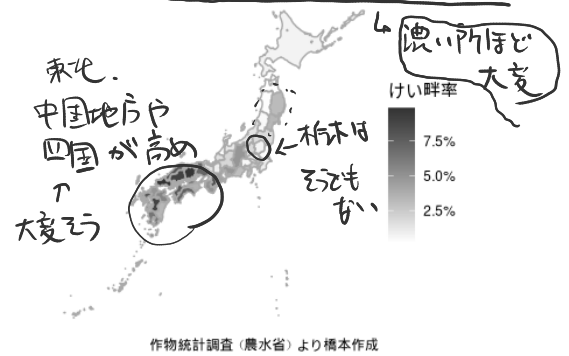 濃い所ほど
大変
けい畔率
7.5%
5.0%
2.5%
東北.
中国地方や
四国が高め
↑
大変そう
←栃木は
そうでも
ない
作物統計調査（農水省）より橋本作成